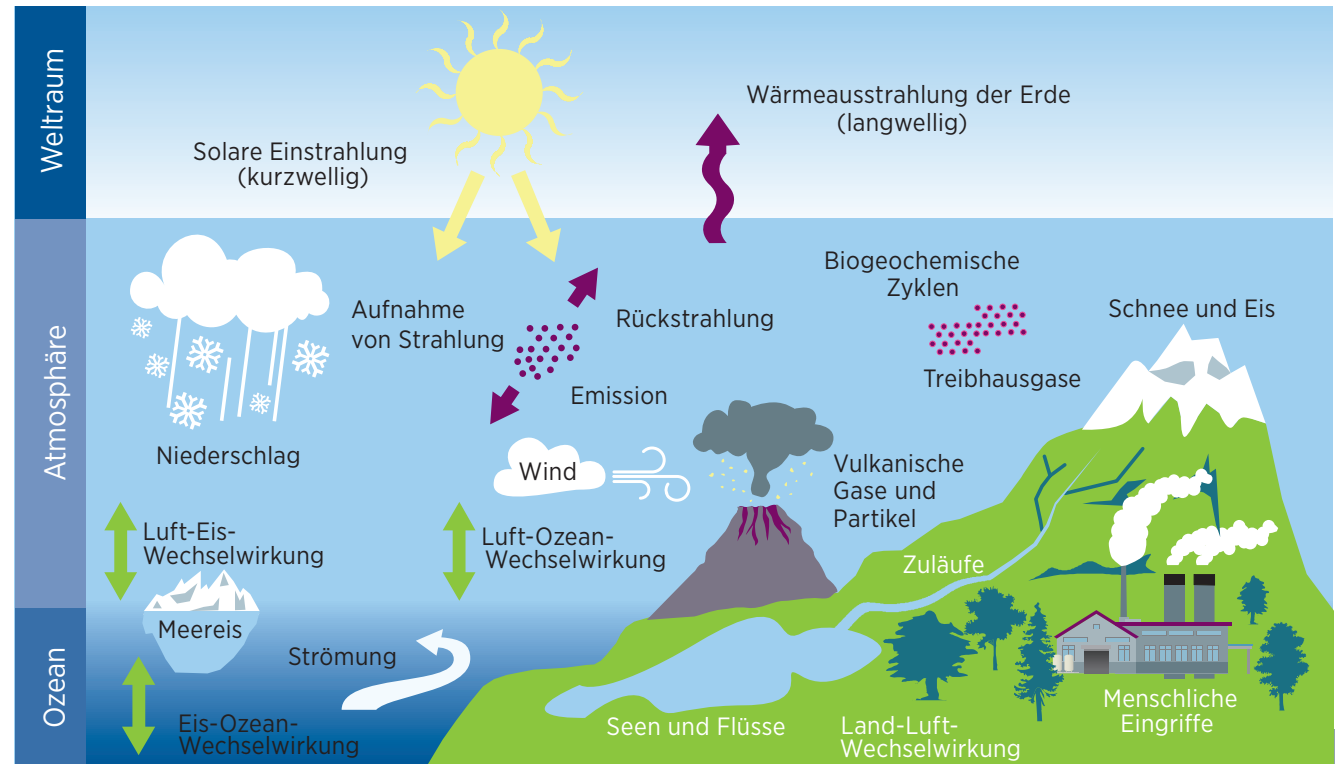 Weltraum
Solare Einstrahlung
(kurzwellig)
Wärmeausstrahlung der Erde
(langwellig)
Atmosphäre
Aufnahme
von Strahlung
Rückstrahlung
Emission
Biogeochemische
Zyklen
Treibhausgase
Schnee und Eis
Niederschlag
Wind
Vulkanische
Gase und
Partikel
Luft-Eis-
Wechselwirkung
Luft-Ozean-
Wechselwirkung
Zuläufe
Ozean
Meereis
Strömung
Eis-Ozean-
Wechselwirkung
Seen und Flüsse
Land-Luft-
Wechselwirkung
Menschliche
Eingriffe